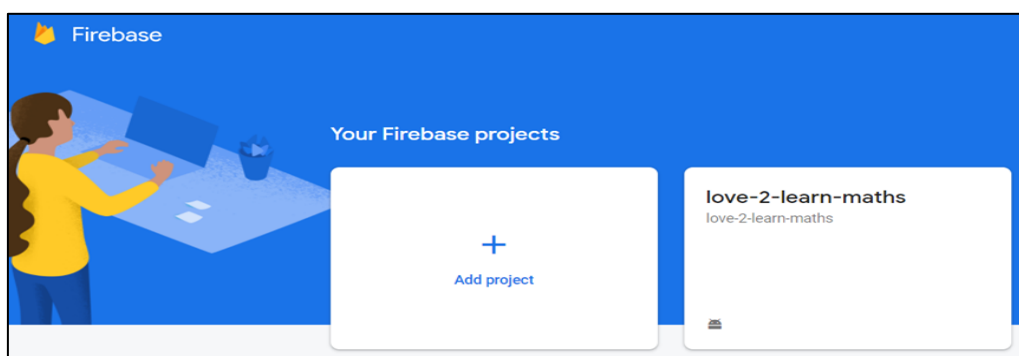 Firebase
Your Firebase projects
+
Add project
love-2-learn-maths
love-2-learn-maths